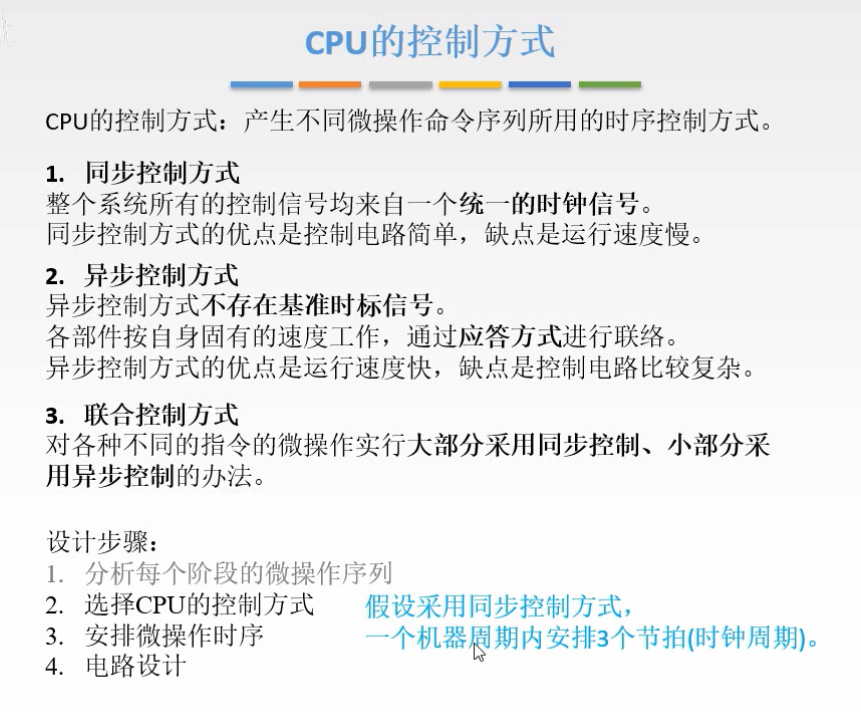 CPU的控制方式
CPU的控制方式：产生不同微操作命令序列所用的时序控制方式。
1. 同步控制方式
整个系统所有的控制信号均来自一个统一的时钟信号。
同步控制方式的优点是控制电路简单，缺点是运行速度慢。
2. 异步控制方式
异步控制方式不存在基准时标信号。
各部件按自身固有的速度工作，通过应答方式进行联络。
异步控制方式的优点是运行速度快，缺点是控制电路比较复杂。
3. 联合控制方式
对各种不同的指令的微操作实行大部分采用同步控制、小部分采
用异步控制的办法。
设计步骤：
1. 分析每个阶段的微操作序列
2. 选择CPU的控制方式
3. 安排微操作时序
4. 电路设计
假设采用同步控制方式，
一个机器周期内安排3个节拍(时钟周期)。